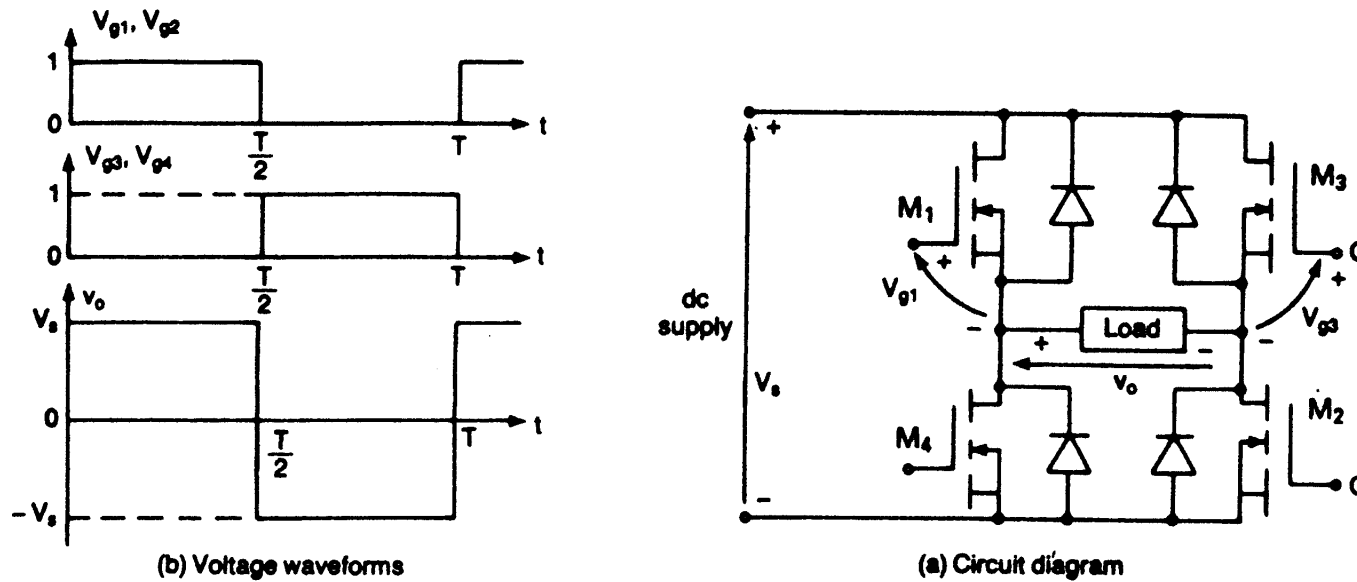 Vg1, Vg2
1
0
T/2
T
t
Vg3, Vg4
1
0
T/2
T
t
vo
Vs
0
T/2
T
t
– Vs
(b) Voltage waveforms
dc
supply
+
Vs
–
M1
+
Vg1
–
M3
G
+
Vg3
–
+
Load
–
vo
M4
M2
G
(a) Circuit diagram